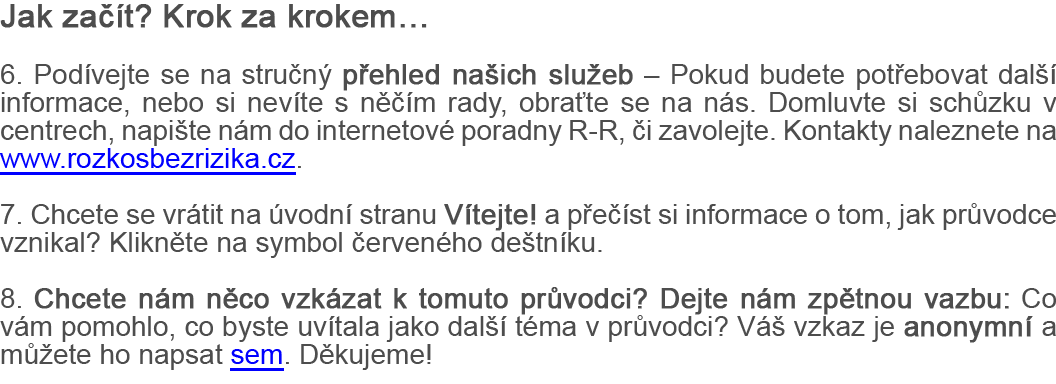 Jak začít? Krok za krokem…
6. Podívejte se na stručný přehled našich služeb – Pokud budete potřebovat další
informace, nebo si nevíte s něčím rady, obraťte se na nás. Domluvte si schůzku v
centrech, napište nám do internetové poradny R-R, či zavolejte. Kontakty naleznete na
www.rozkosbezrizika.cz.
7. Chcete se vrátit na úvodní stranu Vítejte! a přečíst si informace o tom, jak průvodce
vznikal? Klikněte na symbol červeného deštníku.
8. Chcete nám něco vzkázat k tomuto průvodci? Dejte nám zpětnou vazbu: Co
vám pomohlo, co byste uvítala jako další téma v průvodci? Váš vzkaz je anonymní a
můžete ho napsat sem. Děkujeme!